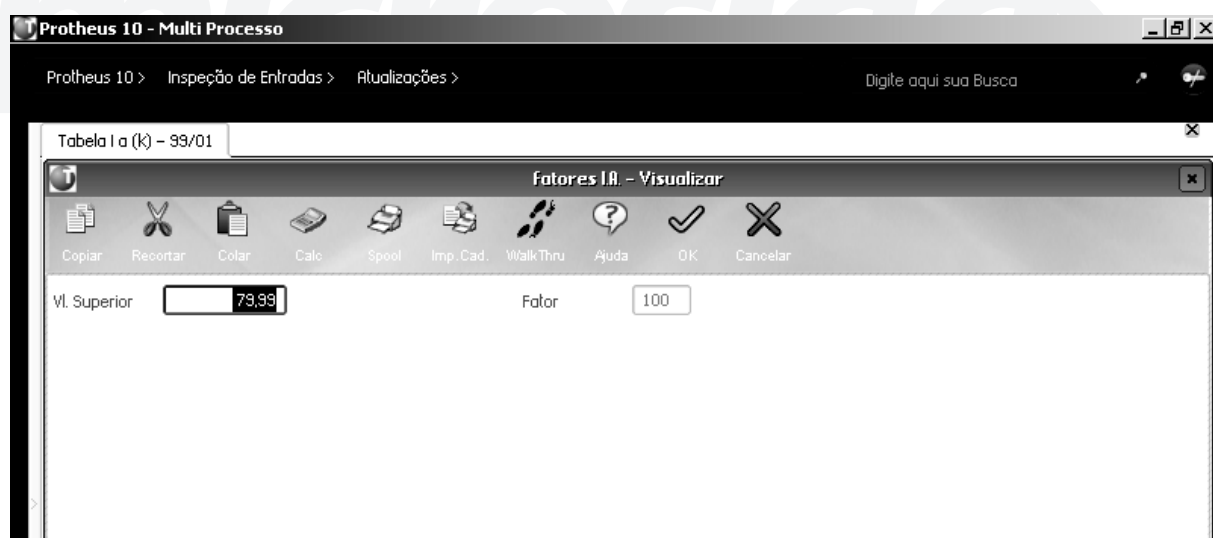 Protheus 10 - Multi Processo
Protheus 10 > Inspeção de Entradas > Atualizações > Digite aqui sua Busca
Tabela I a (k) - 99/01
Fatores I.A. - Visualizar
Copiar Recortar Colar Calc Spool Imp.Cad. WalkThru Ajuda OK Cancelar
Vl. Superior 79,99 Fator 100